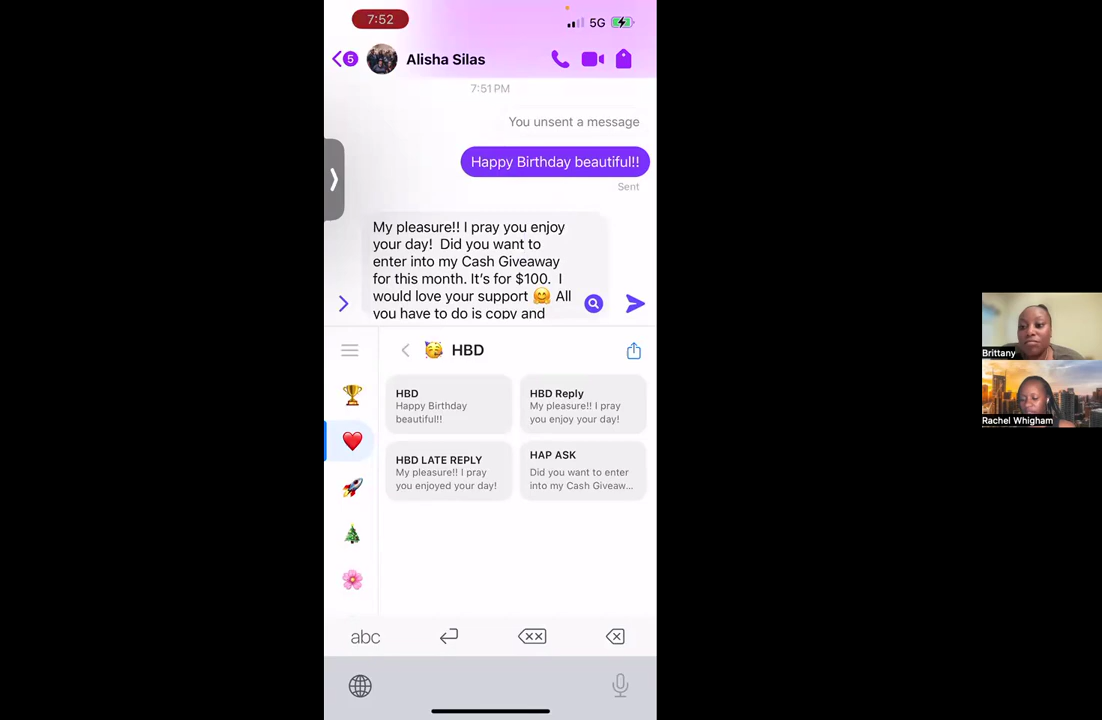 7:52
5G
5
Alisha Silas
7:51 PM
You unsent a message
Happy Birthday beautiful!!
Sent
My pleasure!! I pray you enjoy
your day!  Did you want to
enter into my Cash Giveaway
for this month. It's for $100.  I
would love your support 🤗 All
you have to do is copy and
🥳 HBD
HBD
Happy Birthday
beautiful!!
HBD Reply
My pleasure!! I pray
you enjoy your day!
HBD LATE REPLY
My pleasure!! I pray
you enjoyed your day!
HAP ASK
Did you want to enter
into my Cash Giveaw...
abc
Brittany
Rachel Whigham